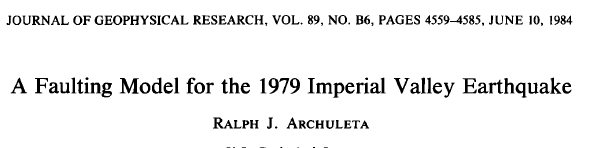 JOURNAL OF GEOPHYSICAL RESEARCH, VOL. 89, NO. B6, PAGES 4559–4585, JUNE 10, 1984
A Faulting Model for the 1979 Imperial Valley Earthquake
RALPH J. ARCHULETA